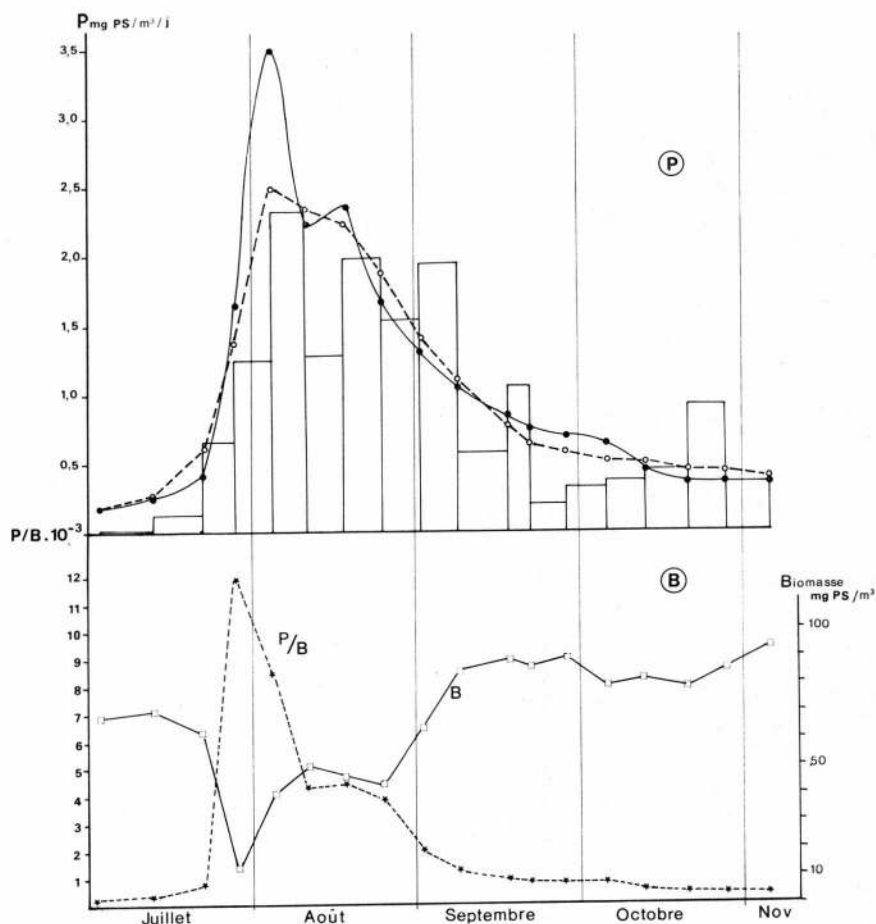 P mg PS/m³/j
3,5
3,0
P
2,5
2,0
1,5
1,0
0,5
P/B.10⁻³
B
Biomasse
mg PS/m³
12
11
10
9
8
7
6
5
4
3
2
1
P/B
B
100
50
10
Juillet
Août
Septembre
Octobre
Nov